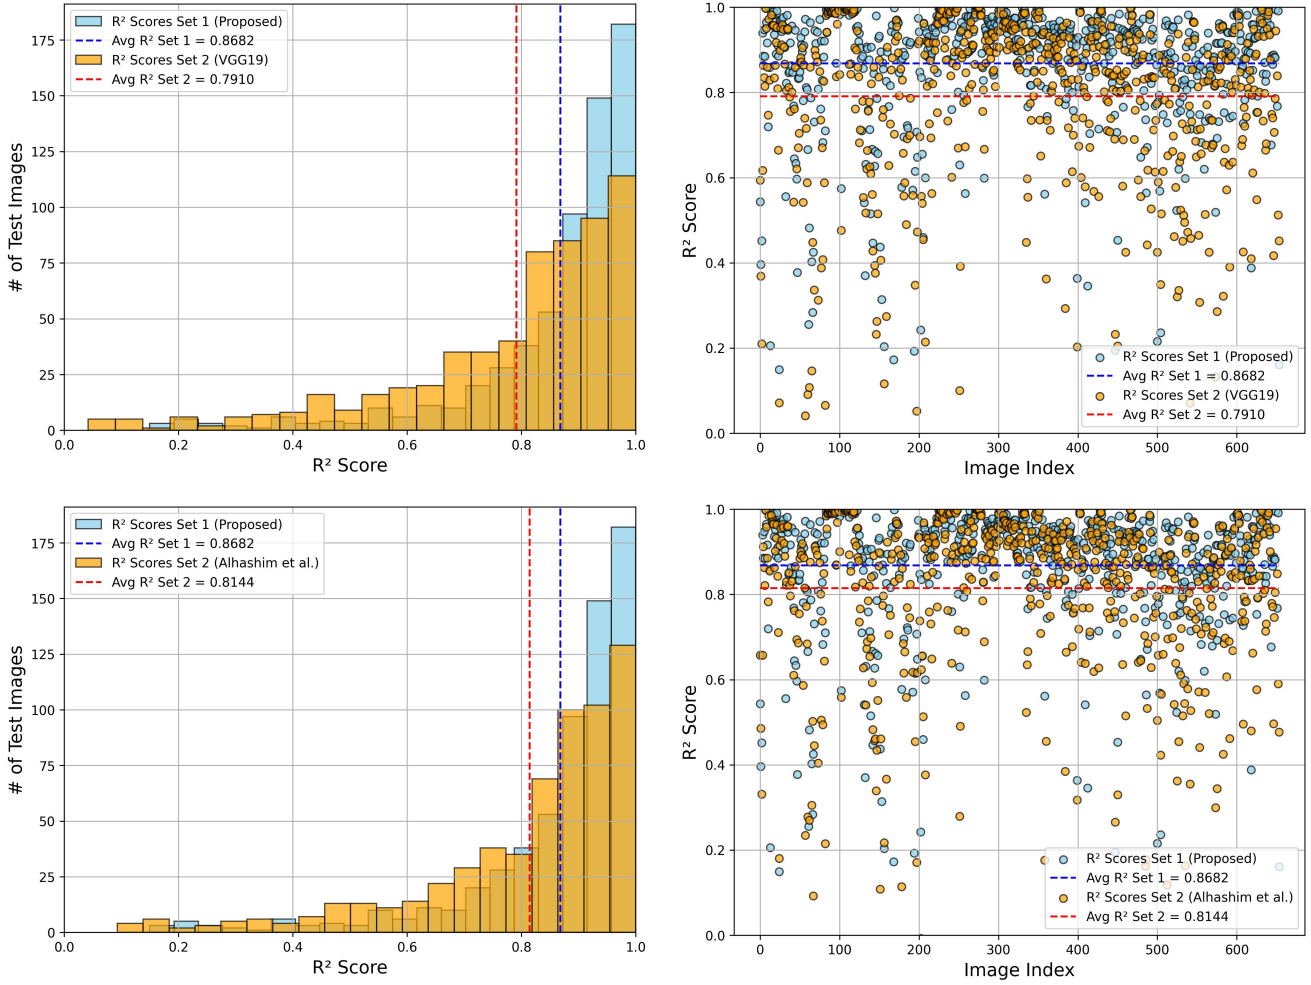 R² Scores Set 1 (Proposed)
Avg R² Set 1 = 0.8682
R² Scores Set 2 (VGG19)
Avg R² Set 2 = 0.7910
# of Test Images
175
150
125
100
75
50
25
0
0.0 0.2 0.4 0.6 0.8 1.0
R² Score
R² Score
1.0
0.8
0.6
0.4
0.2
0.0
R² Scores Set 1 (Proposed)
Avg R² Set 1 = 0.8682
R² Scores Set 2 (VGG19)
Avg R² Set 2 = 0.7910
0 100 200 300 400 500 600
Image Index
R² Scores Set 1 (Proposed)
Avg R² Set 1 = 0.8682
R² Scores Set 2 (Alhashim et al.)
Avg R² Set 2 = 0.8144
# of Test Images
175
150
125
100
75
50
25
0
0.0 0.2 0.4 0.6 0.8 1.0
R² Score
R² Score
1.0
0.8
0.6
0.4
0.2
0.0
R² Scores Set 1 (Proposed)
Avg R² Set 1 = 0.8682
R² Scores Set 2 (Alhashim et al.)
Avg R² Set 2 = 0.8144
0 100 200 300 400 500 600
Image Index